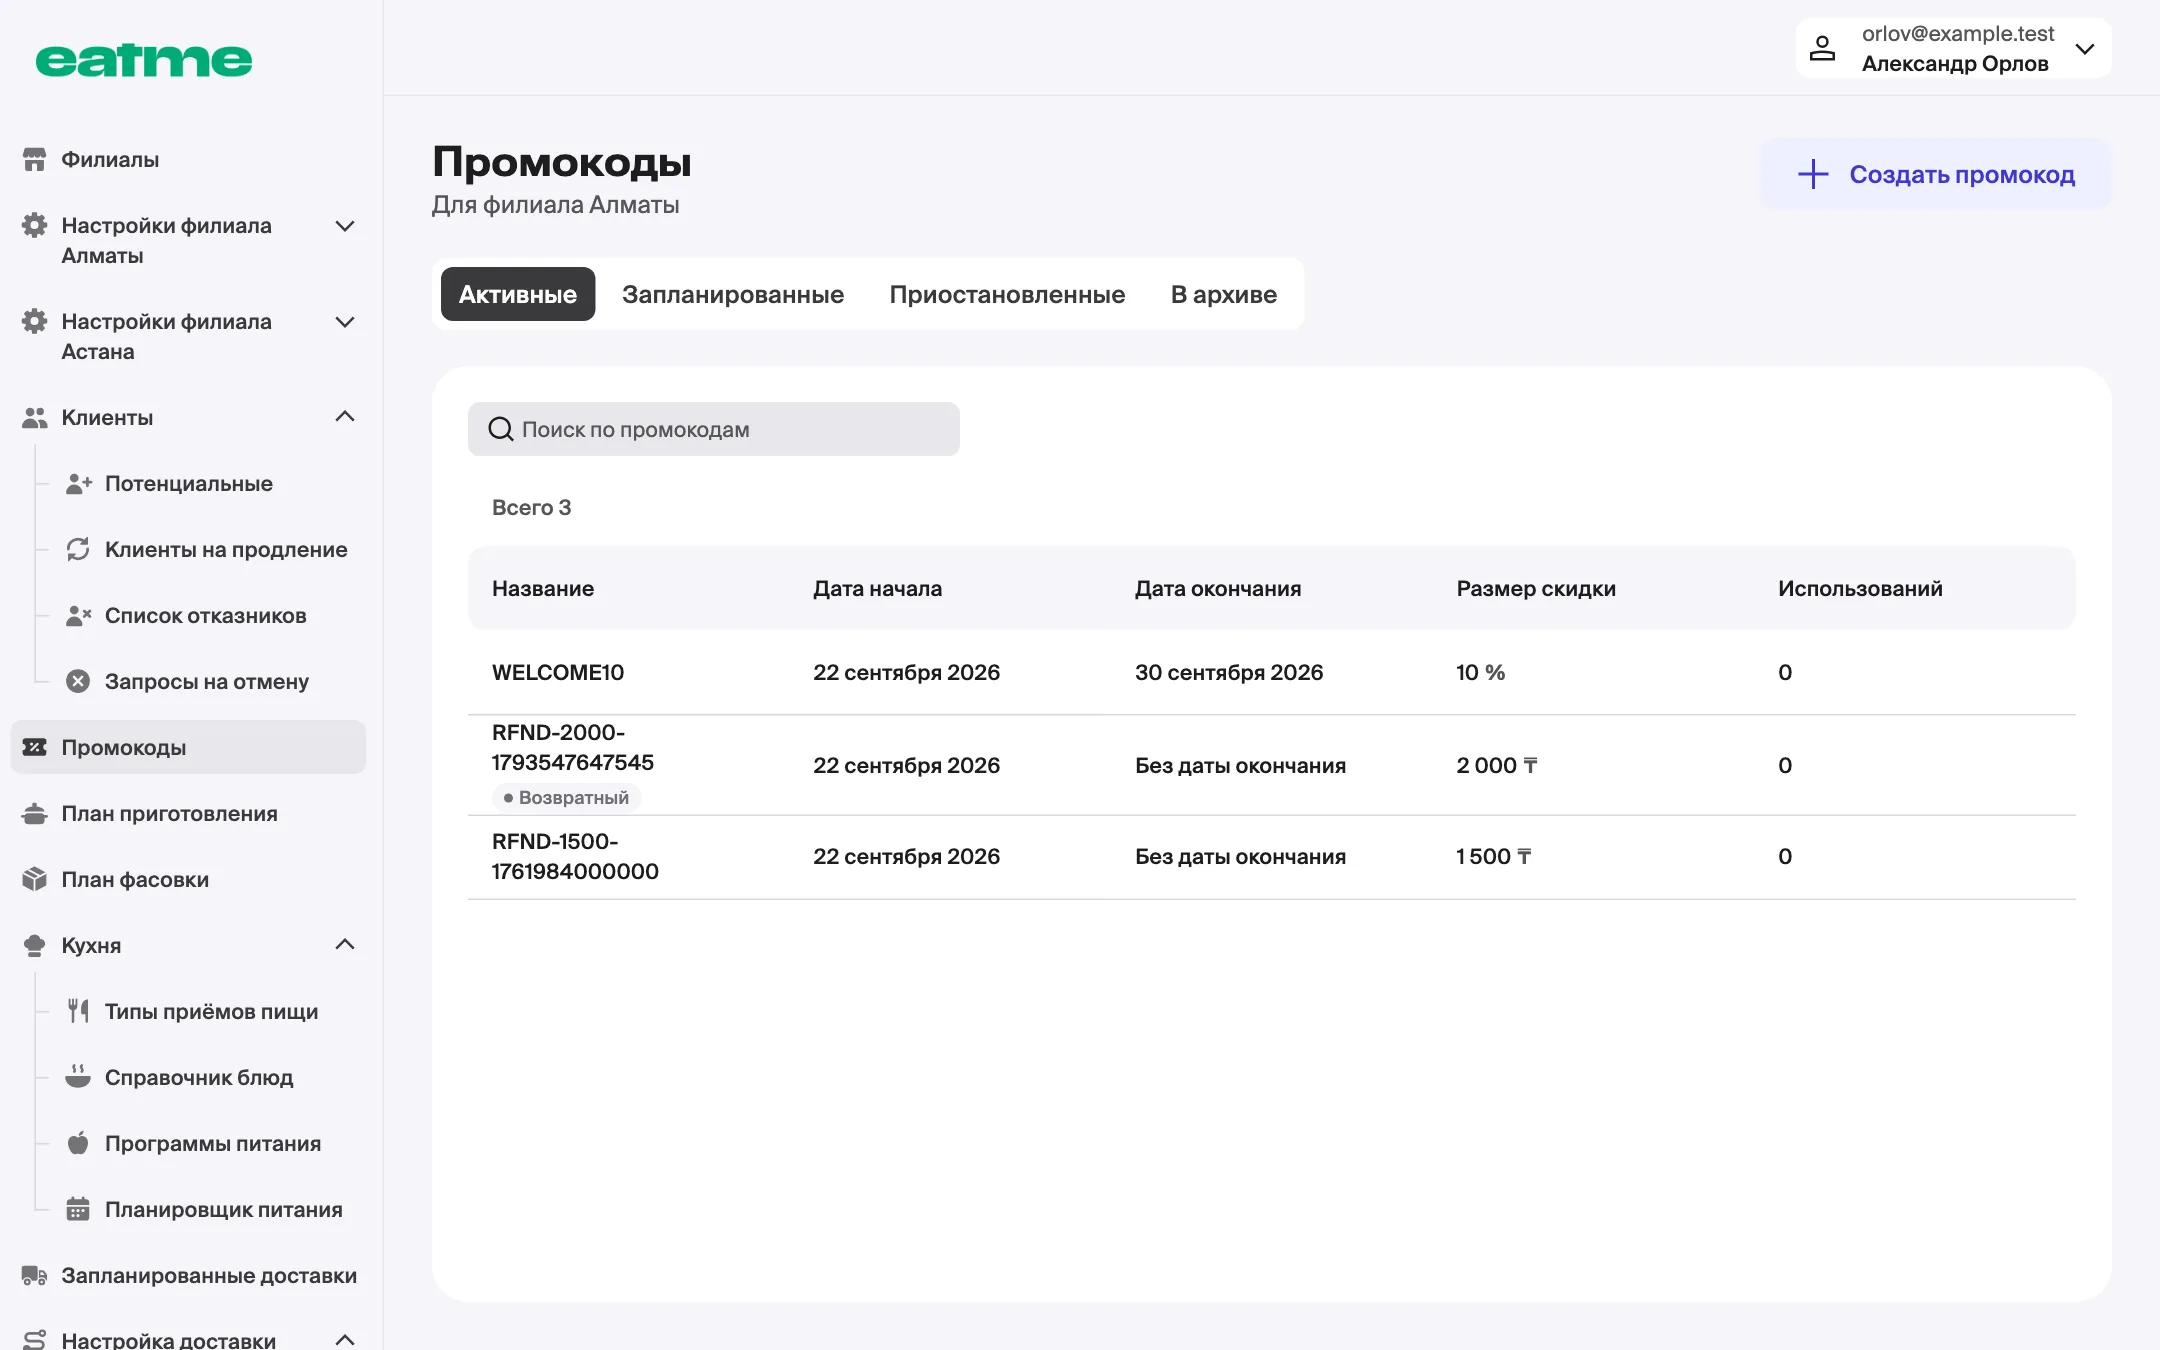 eatme
orlov@example.test
Александр Орлов
Филиалы
Настройки филиала
Алматы
Настройки филиала
Астана
Клиенты
Потенциальные
Клиенты на продление
Список отказников
Запросы на отмену
Промокоды
План приготовления
План фасовки
Кухня
Типы приёмов пищи
Справочник блюд
Программы питания
Планировщик питания
Запланированные доставки
Настройка доставки
Промокоды
Для филиала Алматы
Создать промокод
Активные Запланированные Приостановленные В архиве
Поиск по промокодам
Всего 3
Название Дата начала Дата окончания Размер скидки Использований
WELCOME10 22 сентября 2026 30 сентября 2026 10 % 0
RFND-2000-
1793547647545 22 сентября 2026 Без даты окончания 2 000 ₸ 0
Возвратный
RFND-1500-
1761984000000 22 сентября 2026 Без даты окончания 1 500 ₸ 0